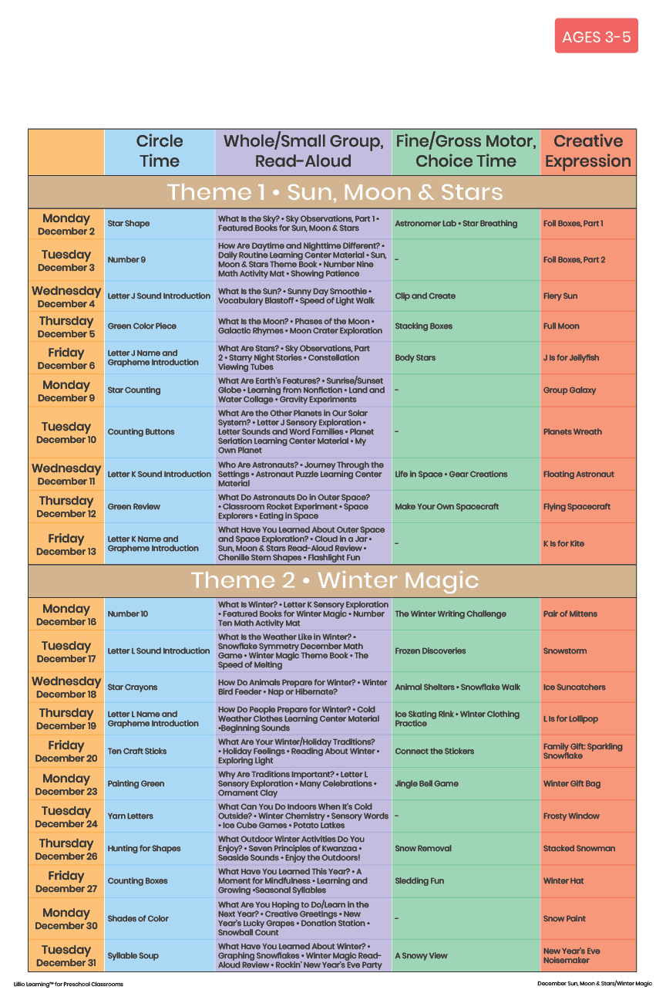 AGES 3-5
Circle
Time
Whole/Small Group,
Read-Aloud
Fine/Gross Motor,
Choice Time
Creative
Expression
Theme 1 • Sun, Moon & Stars
Monday
December 2
Star Shape
What Is the Sky? • Sky Observations, Part 1 •
Featured Books for Sun, Moon & Stars
Astronomer Lab • Star Breathing
Foil Boxes, Part 1
Tuesday
December 3
Number 9
How Are Daytime and Nighttime Different? •
Daily Routine Learning Center Material • Sun,
Moon & Stars Theme Book • Number Nine
Math Activity Mat • Showing Patience
-
Foil Boxes, Part 2
Wednesday
December 4
Letter J Sound Introduction
What Is the Sun? • Sunny Day Smoothie •
Vocabulary Blastoff • Speed of Light Walk
Clip and Create
Fiery Sun
Thursday
December 5
Green Color Piece
What Is the Moon? • Phases of the Moon •
Galactic Rhymes • Moon Crater Exploration
Stacking Boxes
Full Moon
Friday
December 6
Letter J Name and
Grapheme Introduction
What Are Stars? • Sky Observations, Part
2 • Starry Night Stories • Constellation
Viewing Tubes
Body Stars
J Is for Jellyfish
Monday
December 9
Star Counting
What Are Earth's Features? • Sunrise/Sunset
Globe • Learning from Nonfiction • Land and
Water Collage • Gravity Experiments
-
Group Galaxy
Tuesday
December 10
Counting Buttons
What Are the Other Planets in Our Solar
System? • Letter J Sensory Exploration •
Letter Sounds and Word Families • Planet
Seriation Learning Center Material • My
Own Planet
-
Planets Wreath
Wednesday
December 11
Letter K Sound Introduction
Who Are Astronauts? • Journey Through the
Settings • Astronaut Puzzle Learning Center
Material
Life in Space • Gear Creations
Floating Astronaut
Thursday
December 12
Green Review
What Do Astronauts Do in Outer Space?
• Classroom Rocket Experiment • Space
Explorers • Eating in Space
Make Your Own Spacecraft
Flying Spacecraft
Friday
December 13
Letter K Name and
Grapheme Introduction
What Have You Learned About Outer Space
and Space Exploration? • Cloud in a Jar •
Sun, Moon & Stars Read-Aloud Review •
Chenille Stem Shapes • Flashlight Fun
-
K Is for Kite
Theme 2 • Winter Magic
Monday
December 16
Number 10
What Is Winter? • Letter K Sensory Exploration
• Featured Books for Winter Magic • Number
Ten Math Activity Mat
The Winter Writing Challenge
Pair of Mittens
Tuesday
December 17
Letter L Sound Introduction
What Is the Weather Like in Winter? •
Snowflake Symmetry December Math
Game • Winter Magic Theme Book • The
Speed of Melting
Frozen Discoveries
Snowstorm
Wednesday
December 18
Star Crayons
How Do Animals Prepare for Winter? • Winter
Bird Feeder • Nap or Hibernate?
Animal Shelters • Snowflake Walk
Ice Suncatchers
Thursday
December 19
Letter L Name and
Grapheme Introduction
How Do People Prepare for Winter? • Cold
Weather Clothes Learning Center Material
•Beginning Sounds
Ice Skating Rink • Winter Clothing
Practice
L Is for Lollipop
Friday
December 20
Ten Craft Sticks
What Are Your Winter/Holiday Traditions?
• Holiday Feelings • Reading About Winter •
Exploring Light
Connect the Stickers
Family Gift: Sparkling
Snowflake
Monday
December 23
Painting Green
Why Are Traditions Important? • Letter L
Sensory Exploration • Many Celebrations •
Ornament Clay
Jingle Bell Game
Winter Gift Bag
Tuesday
December 24
Yarn Letters
What Can You Do Indoors When It's Cold
Outside? • Winter Chemistry • Sensory Words
• Ice Cube Games • Potato Latkes
-
Frosty Window
Thursday
December 26
Hunting for Shapes
What Outdoor Winter Activities Do You
Enjoy? • Seven Principles of Kwanzaa •
Seaside Sounds • Enjoy the Outdoors!
Snow Removal
Stacked Snowman
Friday
December 27
Counting Boxes
What Have You Learned This Year? • A
Moment for Mindfulness • Learning and
Growing •Seasonal Syllables
Sledding Fun
Winter Hat
Monday
December 30
Shades of Color
What Are You Hoping to Do/Learn in the
Next Year? • Creative Greetings • New
Year's Lucky Grapes • Donation Station •
Snowball Count
-
Snow Paint
Tuesday
December 31
Syllable Soup
What Have You Learned About Winter? •
Graphing Snowflakes • Winter Magic Read-
Aloud Review • Rockin' New Year's Eve Party
A Snowy View
New Year's Eve
Noisemaker
Lillio Learning™ for Preschool Classrooms
December Sun, Moon & Stars/Winter Magic